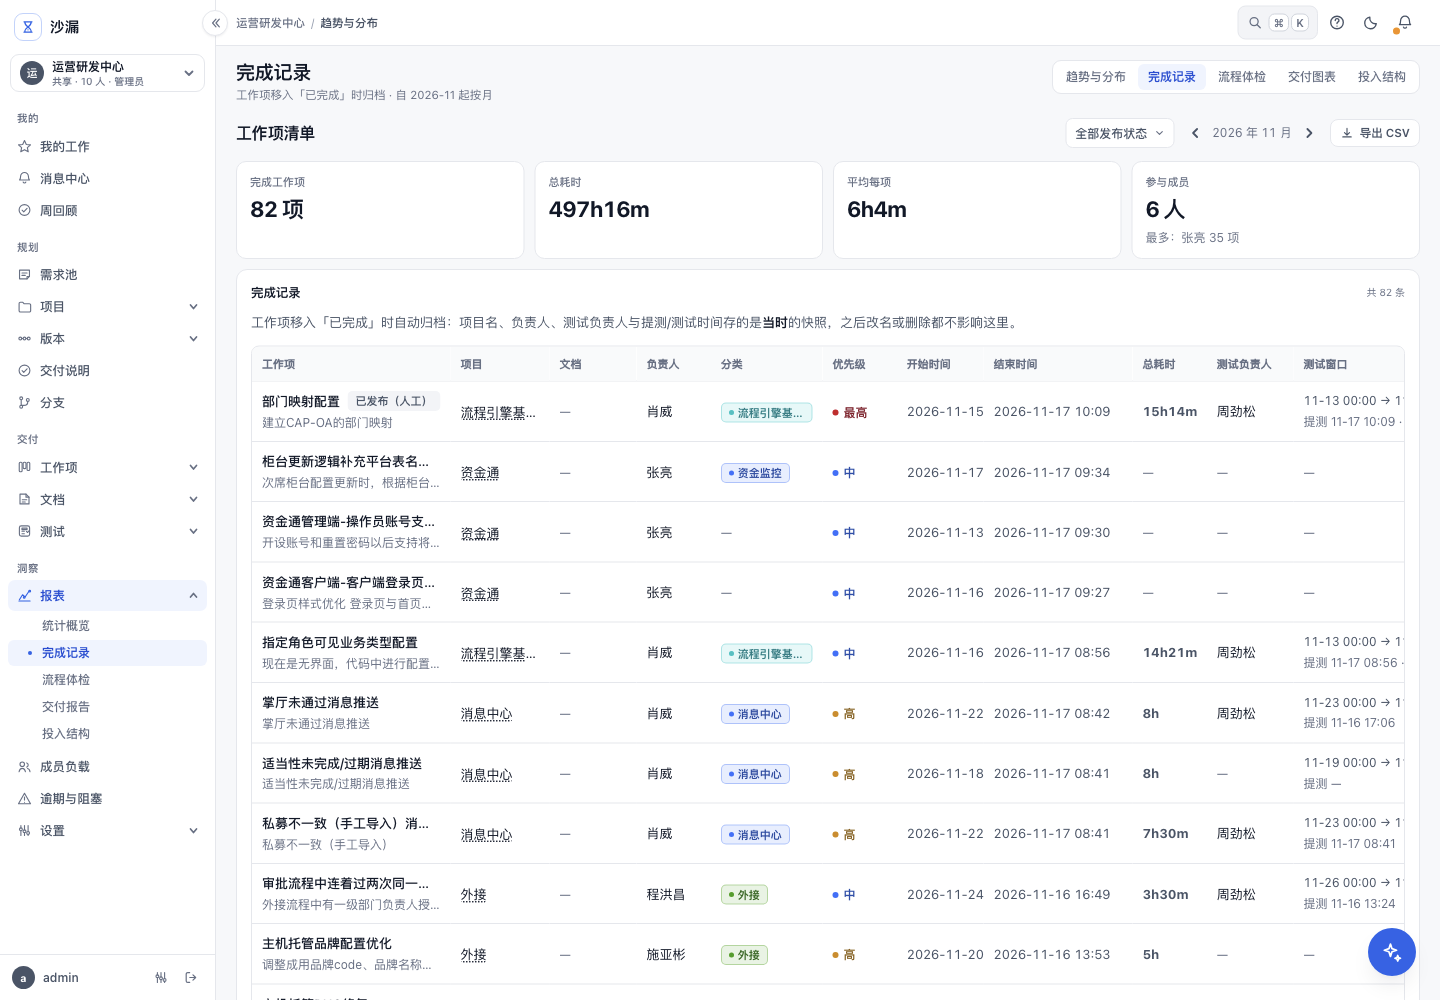 沙漏
运
运营研发中心
共享 · 10 人 · 管理员
我的
我的工作
消息中心
周回顾
规划
需求池
项目
版本
交付说明
分支
交付
工作项
文档
测试
洞察
报表
统计概览
完成记录
流程体检
交付报告
投入结构
成员负载
逾期与阻塞
设置
a admin
运营研发中心 / 趋势与分布
⌘ K
完成记录
工作项移入「已完成」时归档 · 自 2026-11 起按月
趋势与分布 完成记录 流程体检 交付图表 投入结构
工作项清单
全部发布状态 2026 年 11 月 导出 CSV
完成工作项
82 项
总耗时
497h16m
平均每项
6h4m
参与成员
6 人
最多：张亮 35 项
完成记录 共 82 条
工作项移入「已完成」时自动归档：项目名、负责人、测试负责人与提测/测试时间存的是当时的快照，之后改名或删除都不影响这里。
工作项 项目 文档 负责人 分类 优先级 开始时间 结束时间 总耗时 测试负责人 测试窗口
部门映射配置 已发布（人工） 流程引擎基... — 肖威 流程引擎基... 最高 2026-11-15 2026-11-17 10:09 15h14m 周劲松 11-13 00:00 → 1
建立CAP-OA的部门映射 提测 11-17 10:09 ·
柜台更新逻辑补充平台表名... 资金通 — 张亮 资金监控 中 2026-11-17 2026-11-17 09:34 — — —
次席柜台配置更新时，根据柜台...
资金通管理端-操作员账号支... 资金通 — 张亮 — 中 2026-11-13 2026-11-17 09:30 — — —
开设账号和重置密码以后支持将...
资金通客户端-客户端登录页... 资金通 — 张亮 — 中 2026-11-16 2026-11-17 09:27 — — —
登录页样式优化 登录页与首页...
指定角色可见业务类型配置 流程引擎基... — 肖威 流程引擎基... 中 2026-11-16 2026-11-17 08:56 14h21m 周劲松 11-13 00:00 → 1
现在是无界面，代码中进行配置... 提测 11-17 08:56 ·
掌厅未通过消息推送 消息中心 — 肖威 消息中心 高 2026-11-22 2026-11-17 08:42 8h 周劲松 11-23 00:00 → 1
掌厅未通过消息推送 提测 11-16 17:06
适当性未完成/过期消息推送 消息中心 — 肖威 消息中心 高 2026-11-18 2026-11-17 08:41 8h — 11-19 00:00 → 1
适当性未完成/过期消息推送 提测 —
私募不一致（手工导入）消... 消息中心 — 肖威 消息中心 高 2026-11-22 2026-11-17 08:41 7h30m 周劲松 11-23 00:00 → 1
私募不一致（手工导入） 提测 11-17 08:41
审批流程中连着过两次同一... 外接 — 程洪昌 外接 中 2026-11-24 2026-11-16 16:49 3h30m 周劲松 11-26 00:00 → 1
外接流程中有一级部门负责人授... 提测 11-16 13:24
主机托管品牌配置优化 外接 — 施亚彬 外接 高 2026-11-20 2026-11-16 13:53 5h — —
调整成用品牌code、品牌名称...